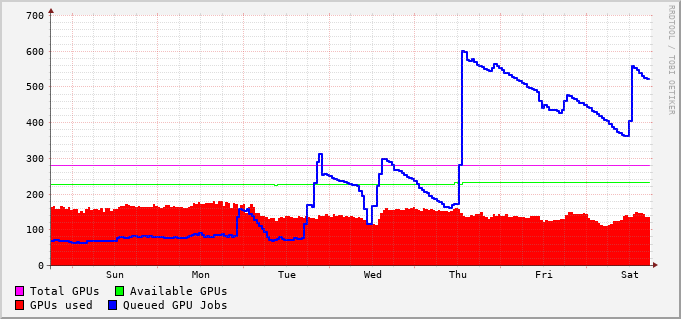 700
600
500
400
300
200
100
0
Sun Mon Tue Wed Thu Fri Sat
Total GPUs Available GPUs
GPUs used Queued GPU Jobs
RRDTOOL / TOBI OETIKER